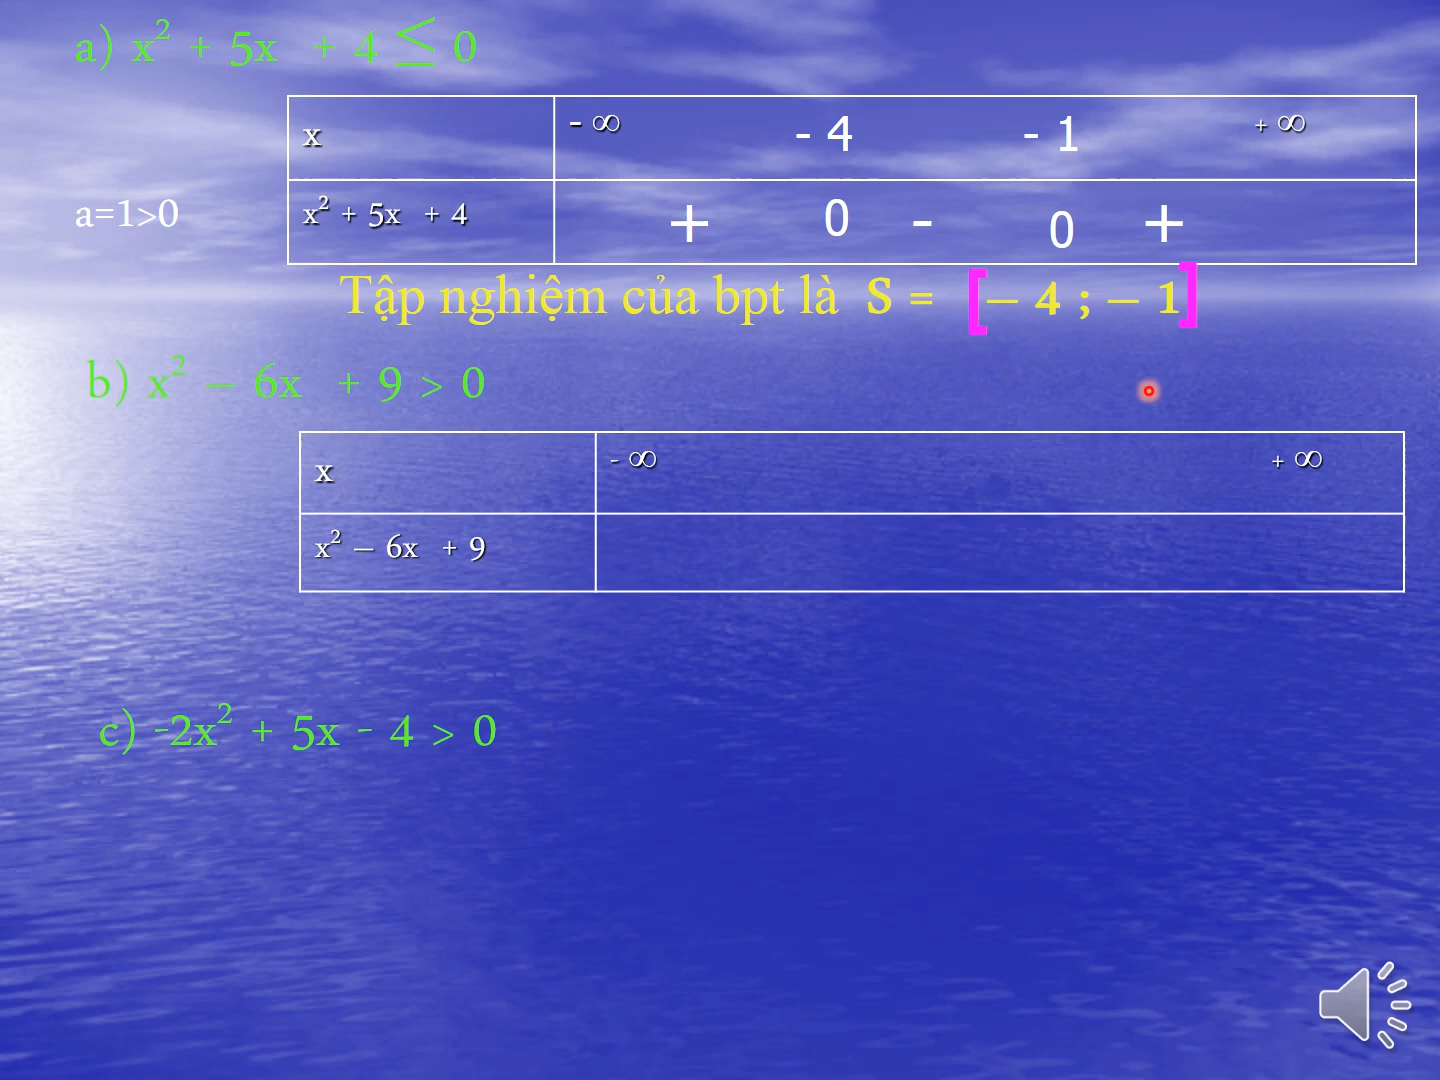 a) x² + 5x + 4 ≤ 0
x - ∞ - 4 - 1 + ∞
a=1>0
x² + 5x + 4 + 0 - 0 +
Tập nghiệm của bpt là S = [– 4 ; – 1]
b) x² – 6x + 9 > 0
x - ∞ + ∞
x² – 6x + 9
c) -2x² + 5x - 4 > 0